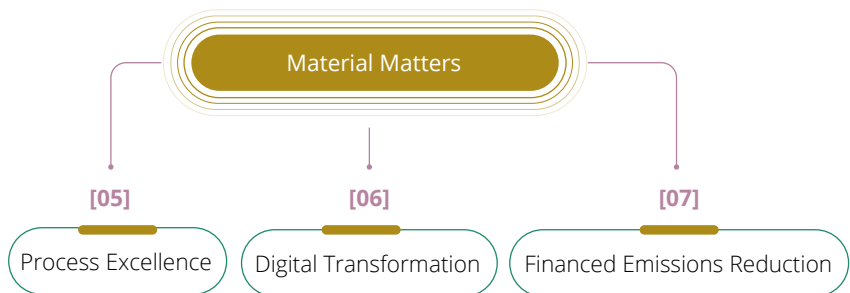 Material Matters
[05]
[06]
[07]
Process Excellence
Digital Transformation
Financed Emissions Reduction